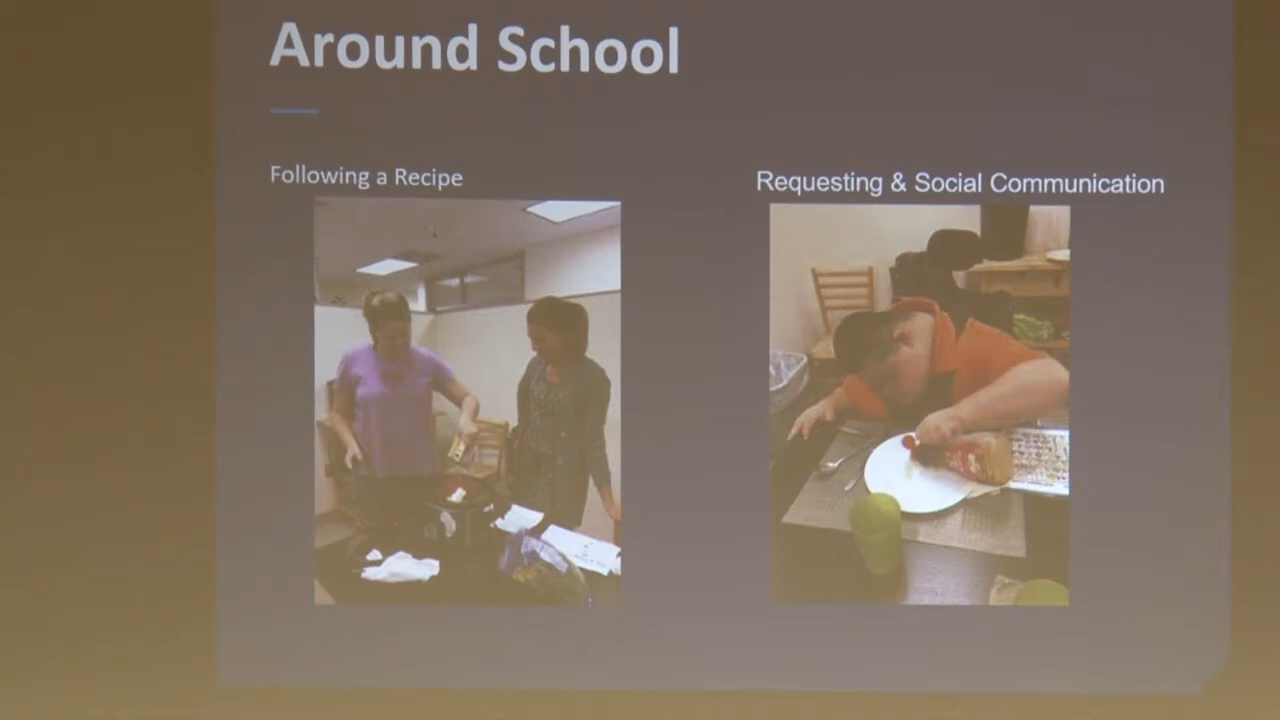 Around School
Following a Recipe
Requesting & Social Communication